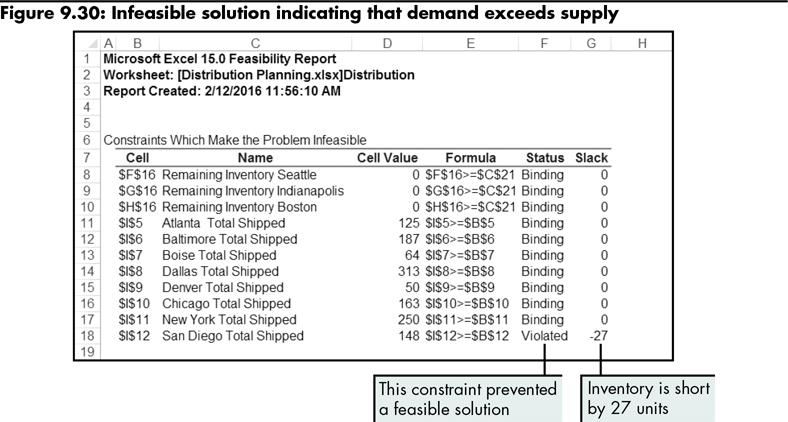 Figure 9.30: Infeasible solution indicating that demand exceeds supply
A B C D E F G H
1 Microsoft Excel 15.0 Feasibility Report
2 Worksheet: [Distribution Planning.xlsx]Distribution
3 Report Created: 2/12/2016 11:56:10 AM
4
5
6 Constraints Which Make the Problem Infeasible
7 Cell Name Cell Value Formula Status Slack
8 $F$16 Remaining Inventory Seattle 0 $F$16>=$C$21 Binding 0
9 $G$16 Remaining Inventory Indianapolis 0 $G$16>=$C$21 Binding 0
10 $H$16 Remaining Inventory Boston 0 $H$16>=$C$21 Binding 0
11 $I$5 Atlanta Total Shipped 125 $I$5>=$B$5 Binding 0
12 $I$6 Baltimore Total Shipped 187 $I$6>=$B$6 Binding 0
13 $I$7 Boise Total Shipped 64 $I$7>=$B$7 Binding 0
14 $I$8 Dallas Total Shipped 313 $I$8>=$B$8 Binding 0
15 $I$9 Denver Total Shipped 50 $I$9>=$B$9 Binding 0
16 $I$10 Chicago Total Shipped 163 $I$10>=$B$10 Binding 0
17 $I$11 New York Total Shipped 250 $I$11>=$B$11 Binding 0
18 $I$12 San Diego Total Shipped 148 $I$12>=$B$12 Violated -27
19
This constraint prevented
a feasible solution
Inventory is short
by 27 units